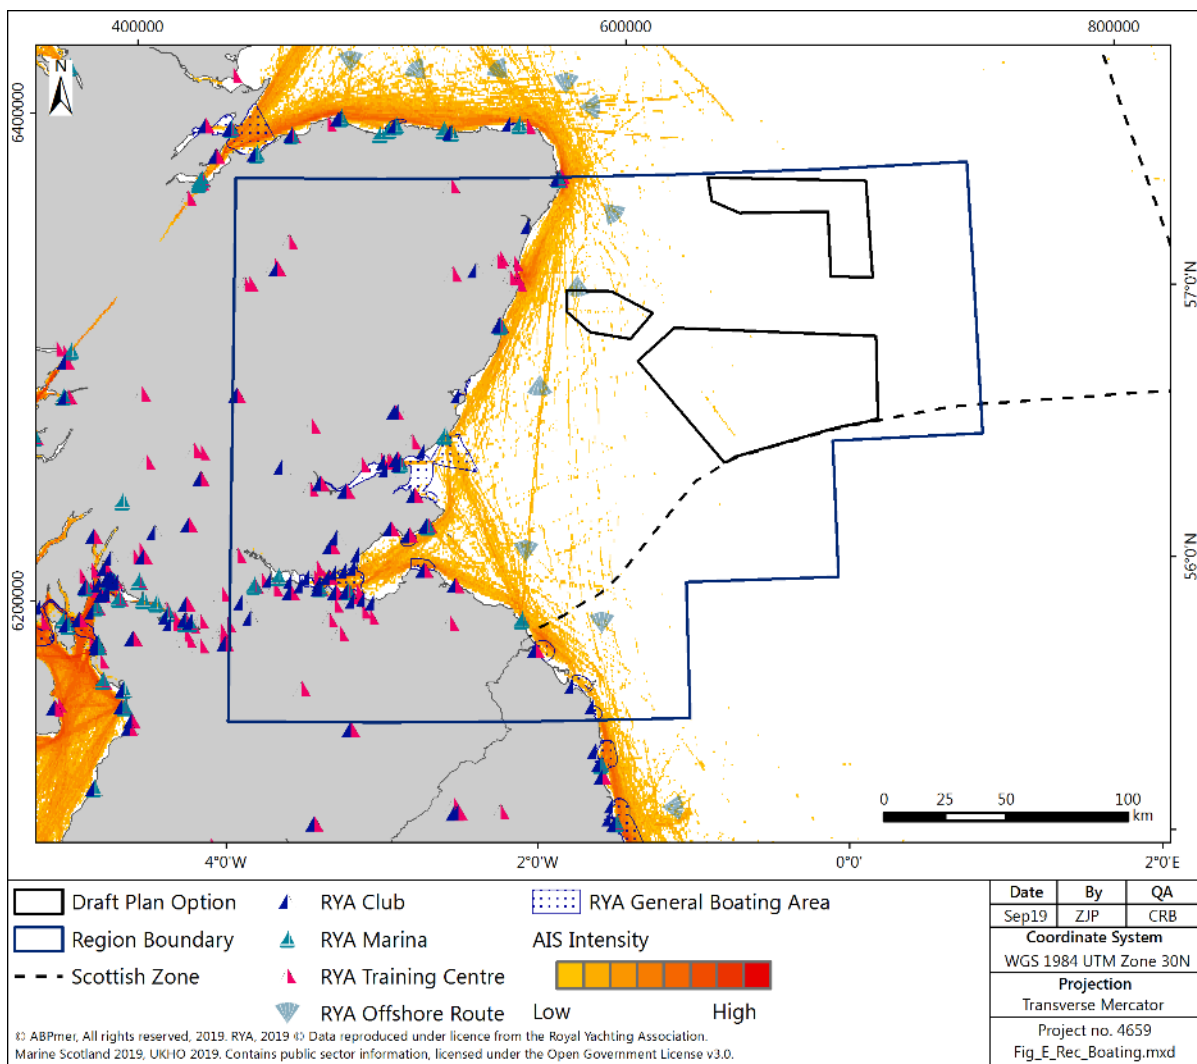 400000 600000 800000
N
6400000
57°0'N
56°0'N
6200000
0 25 50 100
km
4°0'W 2°0'W 0°0' 2°0'E
Draft Plan Option
Region Boundary
Scottish Zone
RYA Club
RYA Marina
RYA Training Centre
RYA Offshore Route
RYA General Boating Area
AIS Intensity
Low High
Date By QA
Sep19 ZJP CRB
Coordinate System
WGS 1984 UTM Zone 30N
Projection
Transverse Mercator
Project no. 4659
Fig_E_Rec_Boating.mxd
© ABPmer, All rights reserved, 2019. RYA, 2019 © Data reproduced under licence from the Royal Yachting Association.
Marine Scotland 2019, UKHO 2019. Contains public sector information, licensed under the Open Government License v3.0.